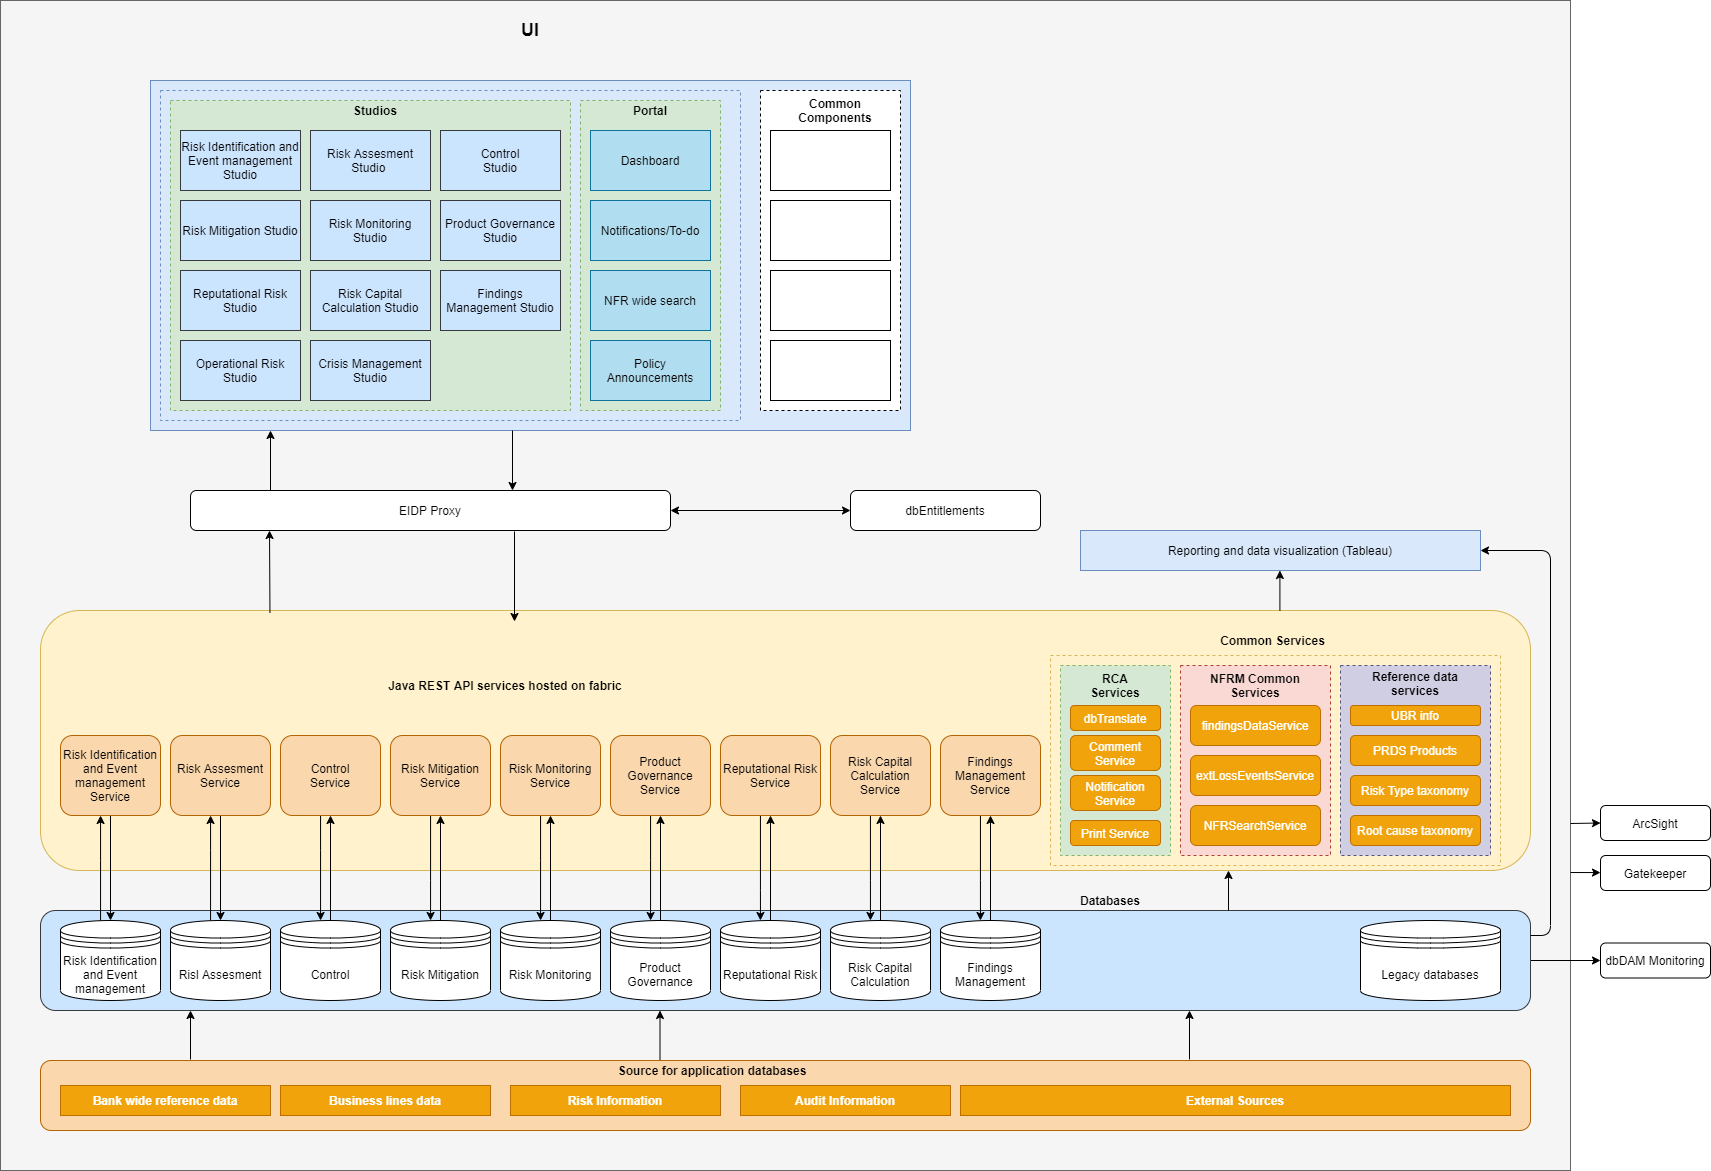 UI
Studios
Risk Identification and
Event management
Studio
Risk Assesment
Studio
Control
Studio
Risk Mitigation Studio
Risk Monitoring
Studio
Product Governance
Studio
Reputational Risk
Studio
Risk Capital
Calculation Studio
Findings
Management Studio
Operational Risk
Studio
Crisis Management
Studio
Portal
Dashboard
Notifications/To-do
NFR wide search
Policy
Announcements
Common
Components
EIDP Proxy
dbEntitlements
Reporting and data visualization (Tableau)
Java REST API services hosted on fabric
Risk Identification
and Event
management
Service
Risk Assesment
Service
Control
Service
Risk Mitigation
Service
Risk Monitoring
Service
Product
Governance
Service
Reputational Risk
Service
Risk Capital
Calculation
Service
Findings
Management
Service
Common Services
RCA
Services
dbTranslate
Comment
Service
Notification
Service
Print Service
NFRM Common
Services
findingsDataService
extLossEventsService
NFRSearchService
Reference data
services
UBR info
PRDS Products
Risk Type taxonomy
Root cause taxonomy
ArcSight
Gatekeeper
dbDAM Monitoring
Databases
Risk Identification
and Event
management
Risl Assesment
Control
Risk Mitigation
Risk Monitoring
Product
Governance
Reputational Risk
Risk Capital
Calculation
Findings
Management
Legacy databases
Source for application databases
Bank wide reference data
Business lines data
Risk Information
Audit Information
External Sources